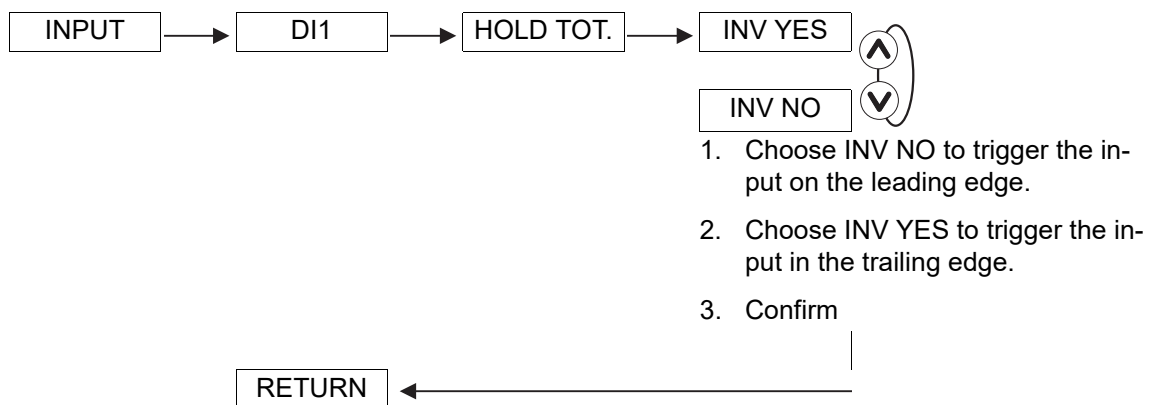 INPUT DI1 HOLD TOT. INV YES
INV NO
1. Choose INV NO to trigger the in-
put on the leading edge.
2. Choose INV YES to trigger the in-
put in the trailing edge.
3. Confirm
RETURN